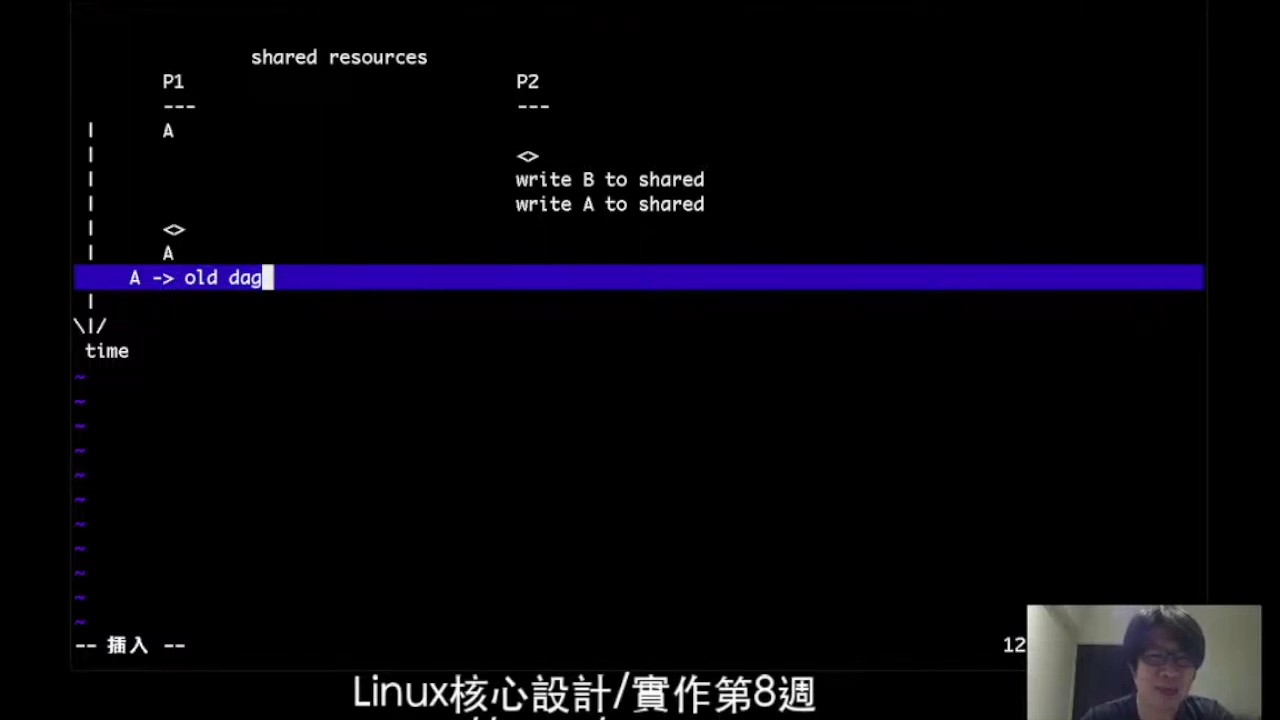 shared resources
P1 P2
--- ---
| A
| <>
| write B to shared
| write A to shared
| <>
| A
A -> old dag
|
\|/
time
~
~
~
~
~
~
~
~
~
~
~
-- 插入 -- 12
Linux核心設計/實作第8週